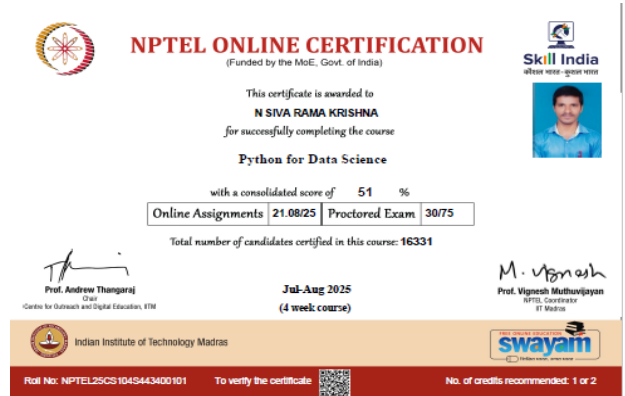 NPTEL ONLINE CERTIFICATION
(Funded by the MoE, Govt. of India)
Skill India
कौशल भारत - कुशल भारत
This certificate is awarded to
N SIVA RAMA KRISHNA
for successfully completing the course
Python for Data Science
with a consolidated score of 51 %
Online Assignments 21.08/25 Proctored Exam 30/75
Total number of candidates certified in this course: 16331
M. Vignesh
Prof. Andrew Thangaraj
Chair
Centre for Outreach and Digital Education, IITM
Jul-Aug 2025
(4 week course)
Prof. Vignesh Muthuvijayan
NPTEL Coordinator
IIT Madras
Indian Institute of Technology Madras
FREE ONLINE EDUCATION
swayam
Roll No: NPTEL25CS104S443400101 To verify the certificate No. of credits recommended: 1 or 2